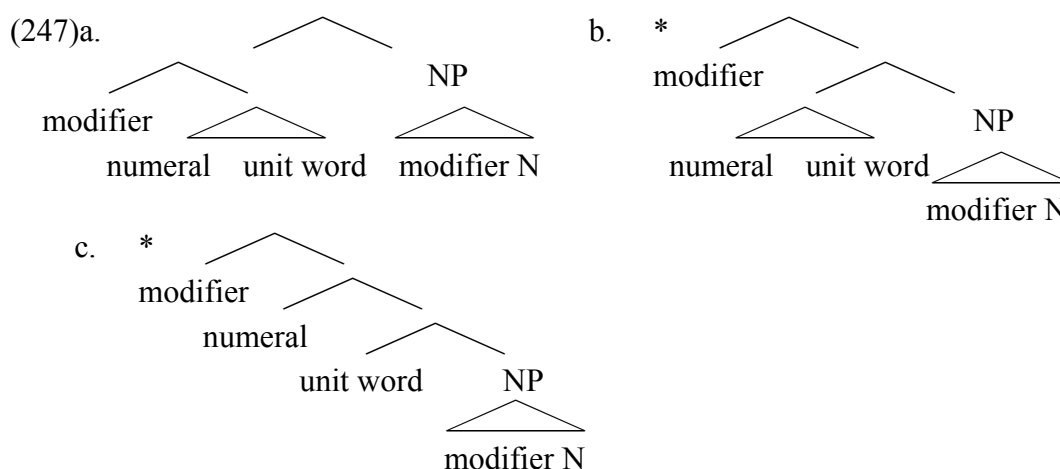 (247)a.
NP
modifier
numeral unit word modifier N
b. *
modifier
NP
numeral unit word
modifier N
c. *
modifier
numeral
unit word NP
modifier N